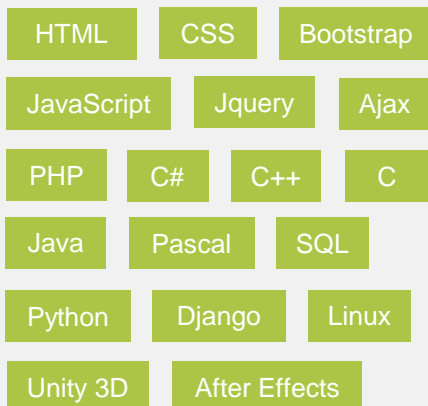 HTML CSS Bootstrap
JavaScript Jquery Ajax
PHP C# C++ C
Java Pascal SQL
Python Django Linux
Unity 3D After Effects